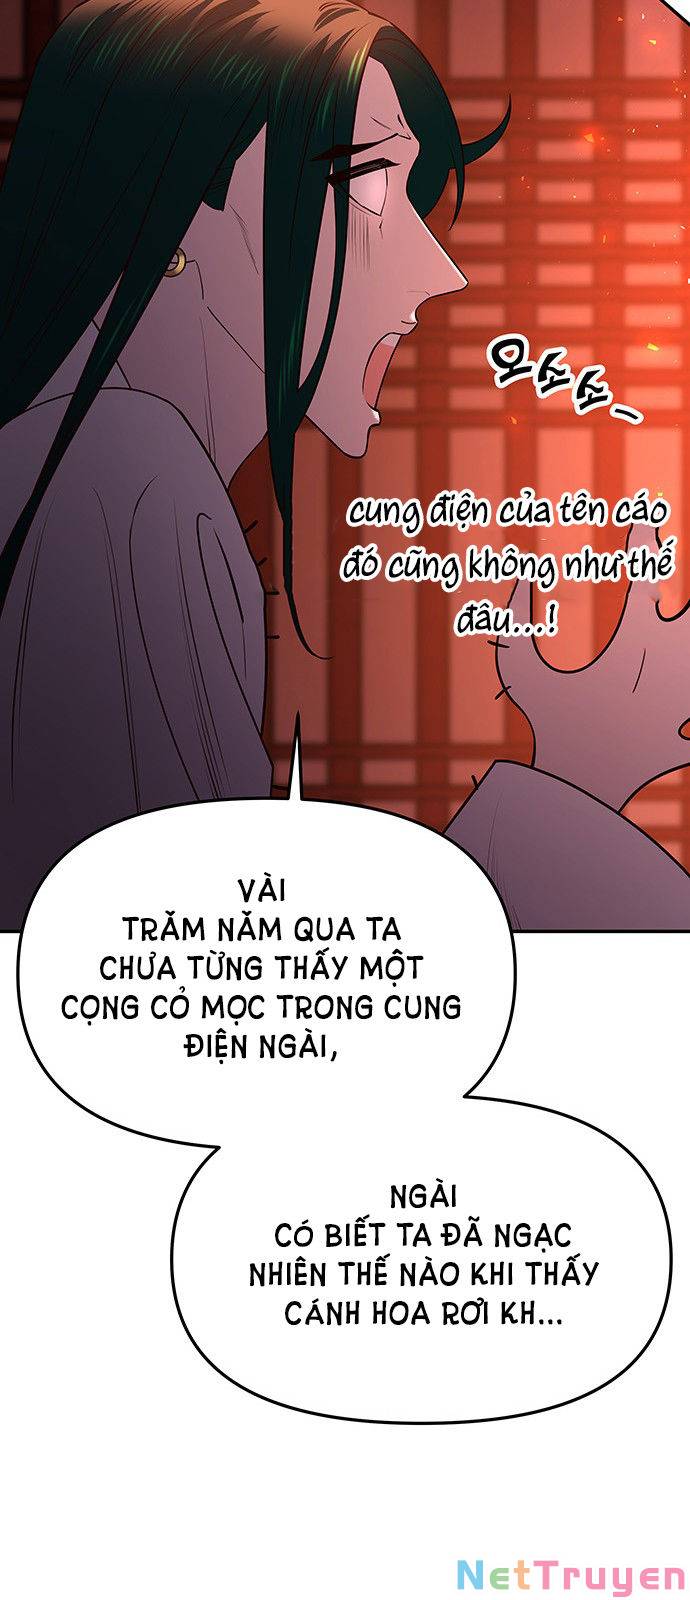 오소소_
cung điện của tên cáo
đó cũng không như thế
đâu...!
VÀI
TRĂM NĂM QUA TA
CHƯA TỪNG THẤY MỘT
CỌNG CỎ MỌC TRONG CUNG
ĐIỆN NGÀI,
NGÀI
CÓ BIẾT TA ĐÃ NGẠC
NHIÊN THẾ NÀO KHI THẤY
CÁNH HOA RƠI KH...
NetTruyen